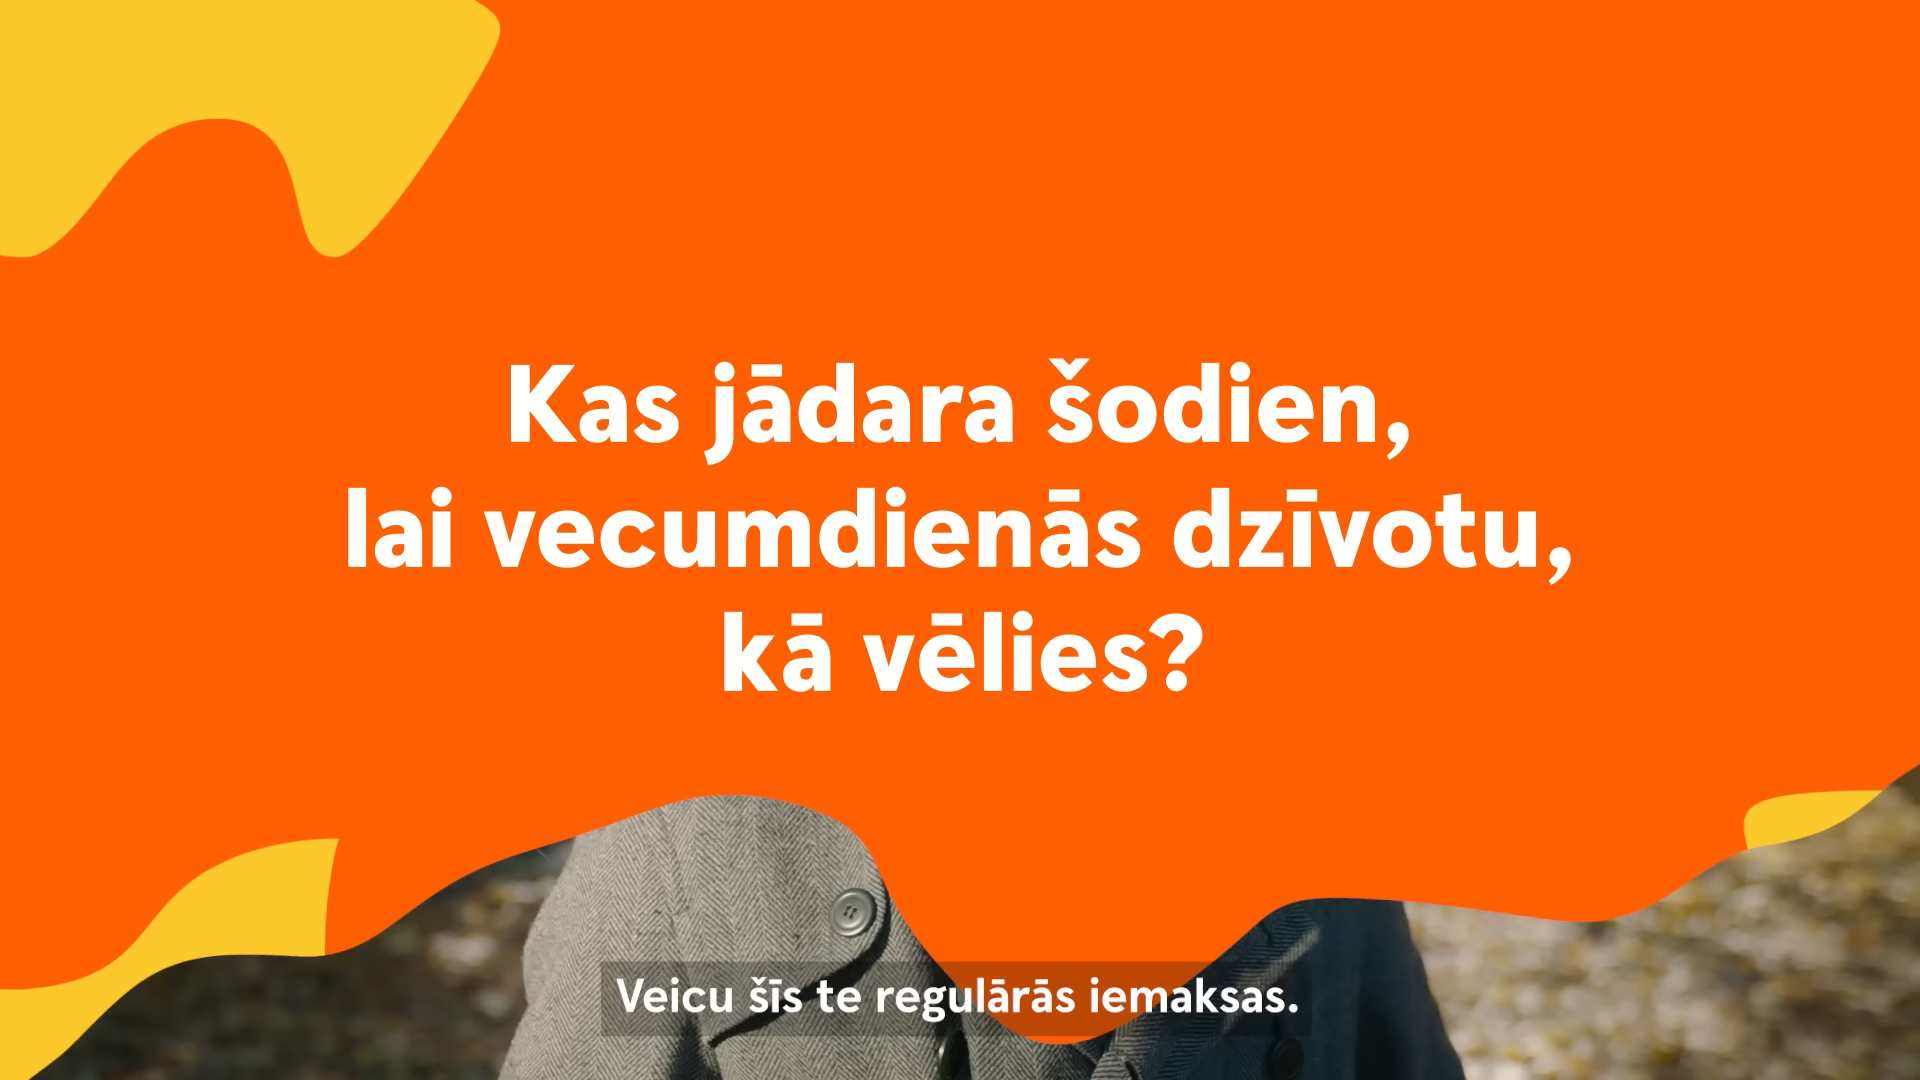 Kas jādara šodien,
lai vecumdienās dzīvotu,
kā vēlies?
Veicu šīs te regulārās iemaksas.